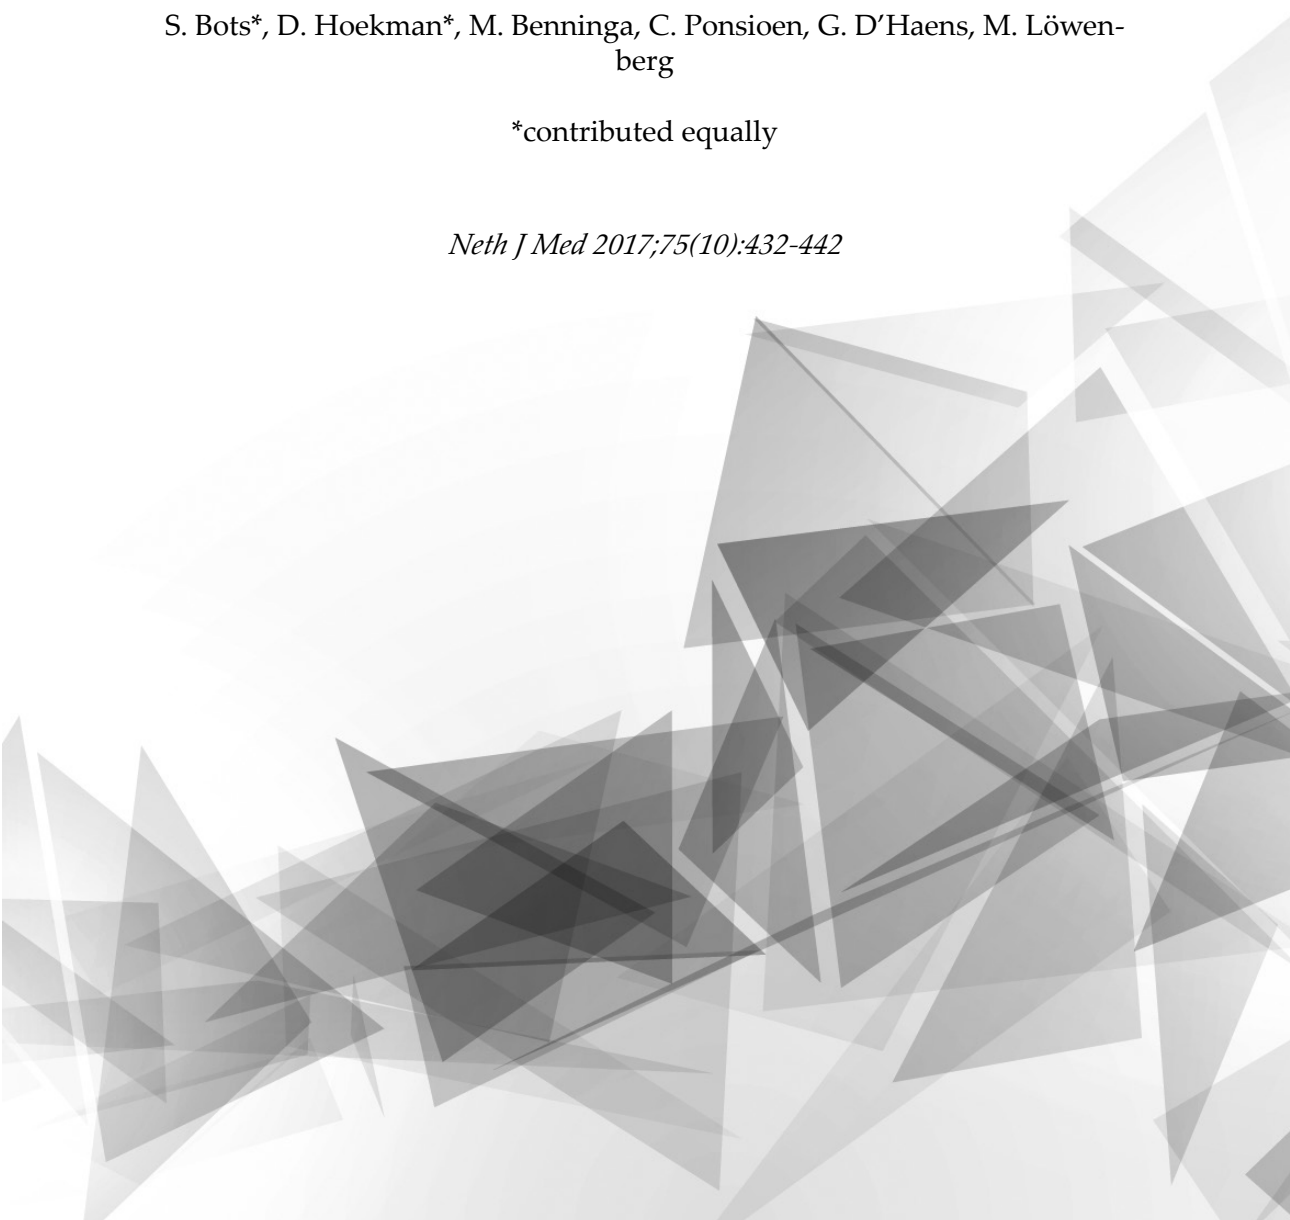 S. Bots*, D. Hoekman*, M. Benninga, C. Ponsioen, G. D’Haens, M. Löwen-
berg
*contributed equally
Neth J Med 2017;75(10):432-442